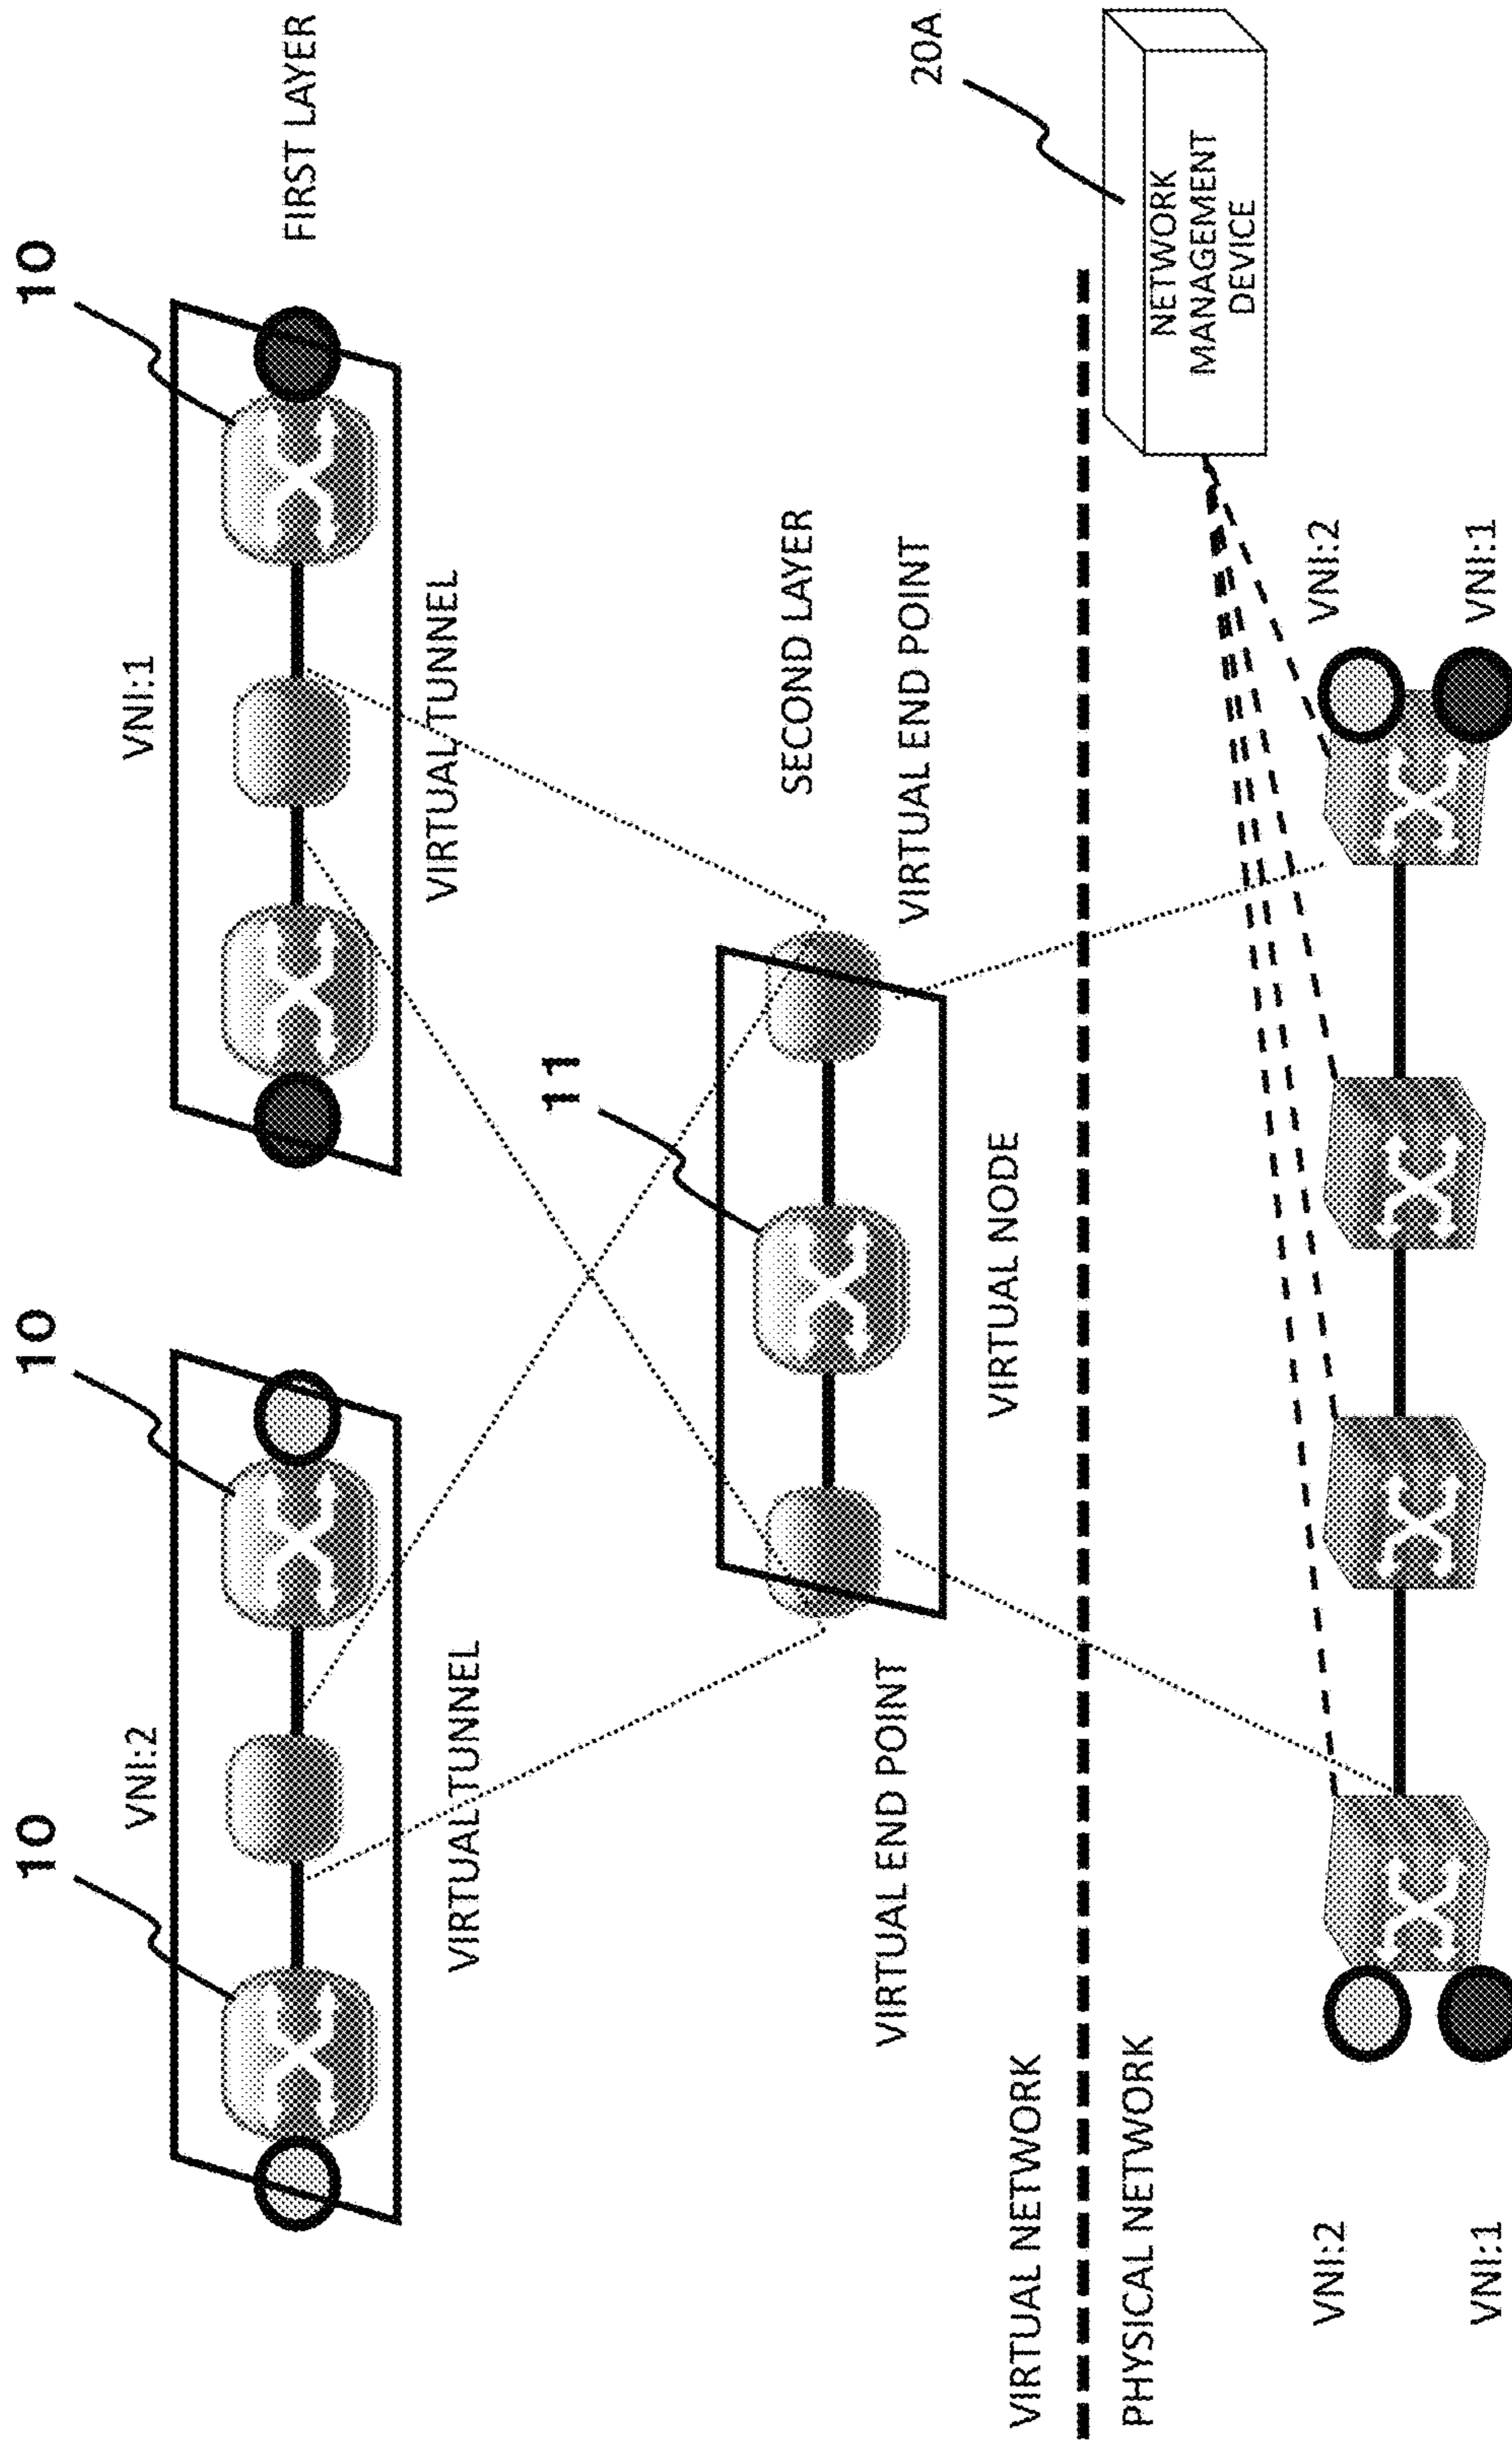 10
10
10
VNI:2
VNI:1
FIRST LAYER
VIRTUAL TUNNEL
VIRTUAL TUNNEL
11
SECOND LAYER
VIRTUAL END POINT
VIRTUAL END POINT
VIRTUAL NODE
VIRTUAL NETWORK
PHYSICAL NETWORK
20A
NETWORK
MANAGEMENT
DEVICE
VNI:2
VNI:2
VNI:1
VNI:1